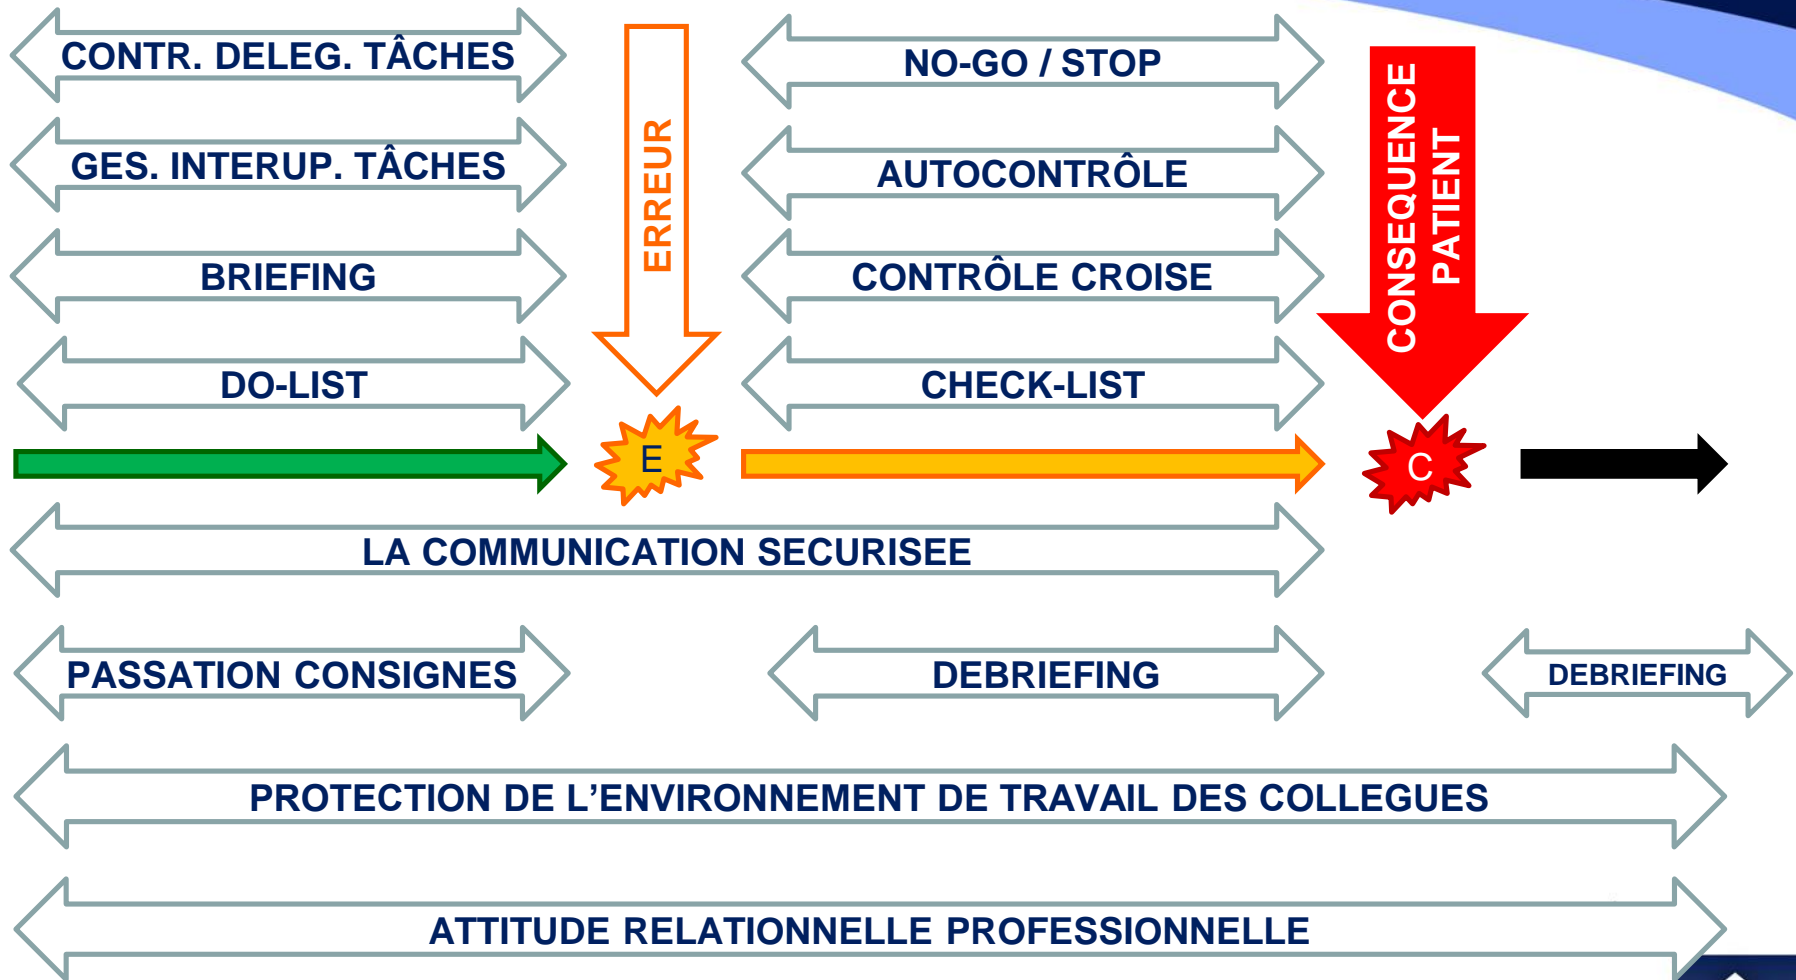 CONTR. DELEG. TÂCHES
GES. INTERUP. TÂCHES
BRIEFING
DO-LIST
ERREUR
E
NO-GO / STOP
AUTOCONTRÔLE
CONTRÔLE CROISE
CHECK-LIST
CONSEQUENCE
PATIENT
C
LA COMMUNICATION SECURISEE
PASSATION CONSIGNES
DEBRIEFING
DEBRIEFING
PROTECTION DE L’ENVIRONNEMENT DE TRAVAIL DES COLLEGUES
ATTITUDE RELATIONNELLE PROFESSIONNELLE